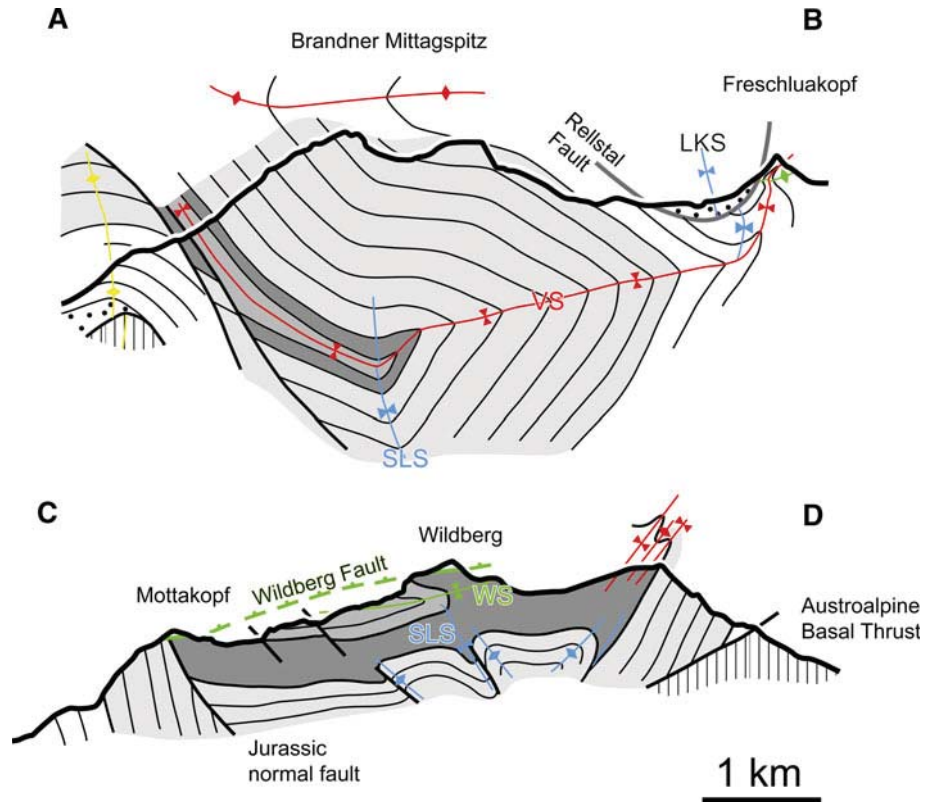 A
B
Brandner Mittagspitz
Freschluakopf
Rellstal
Fault
LKS
VS
SLS
C
D
Wildberg
Mottakopf
Wildberg Fault
WS
SLS
Austroalpine
Basal Thrust
Jurassic
normal fault
1 km